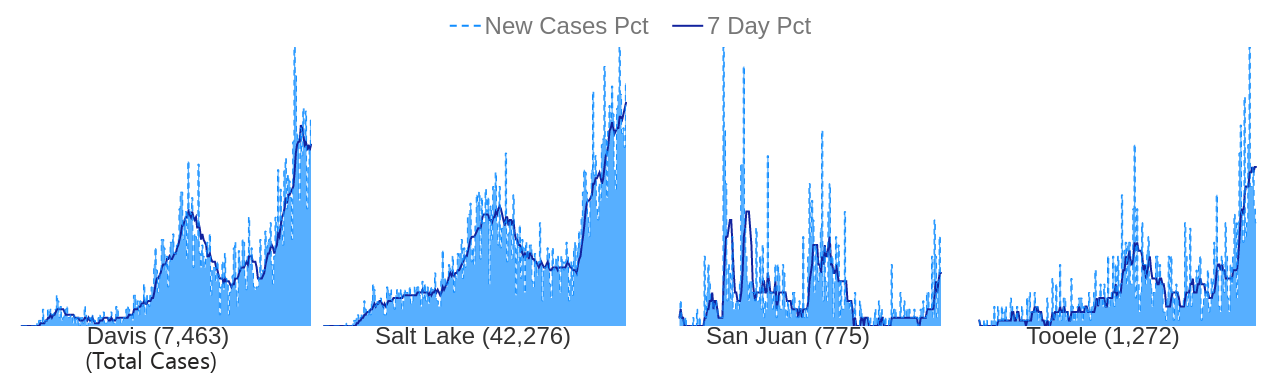 New Cases Pct 7 Day Pct
Davis (7,463) Salt Lake (42,276) San Juan (775) Tooele (1,272)
(Total Cases)